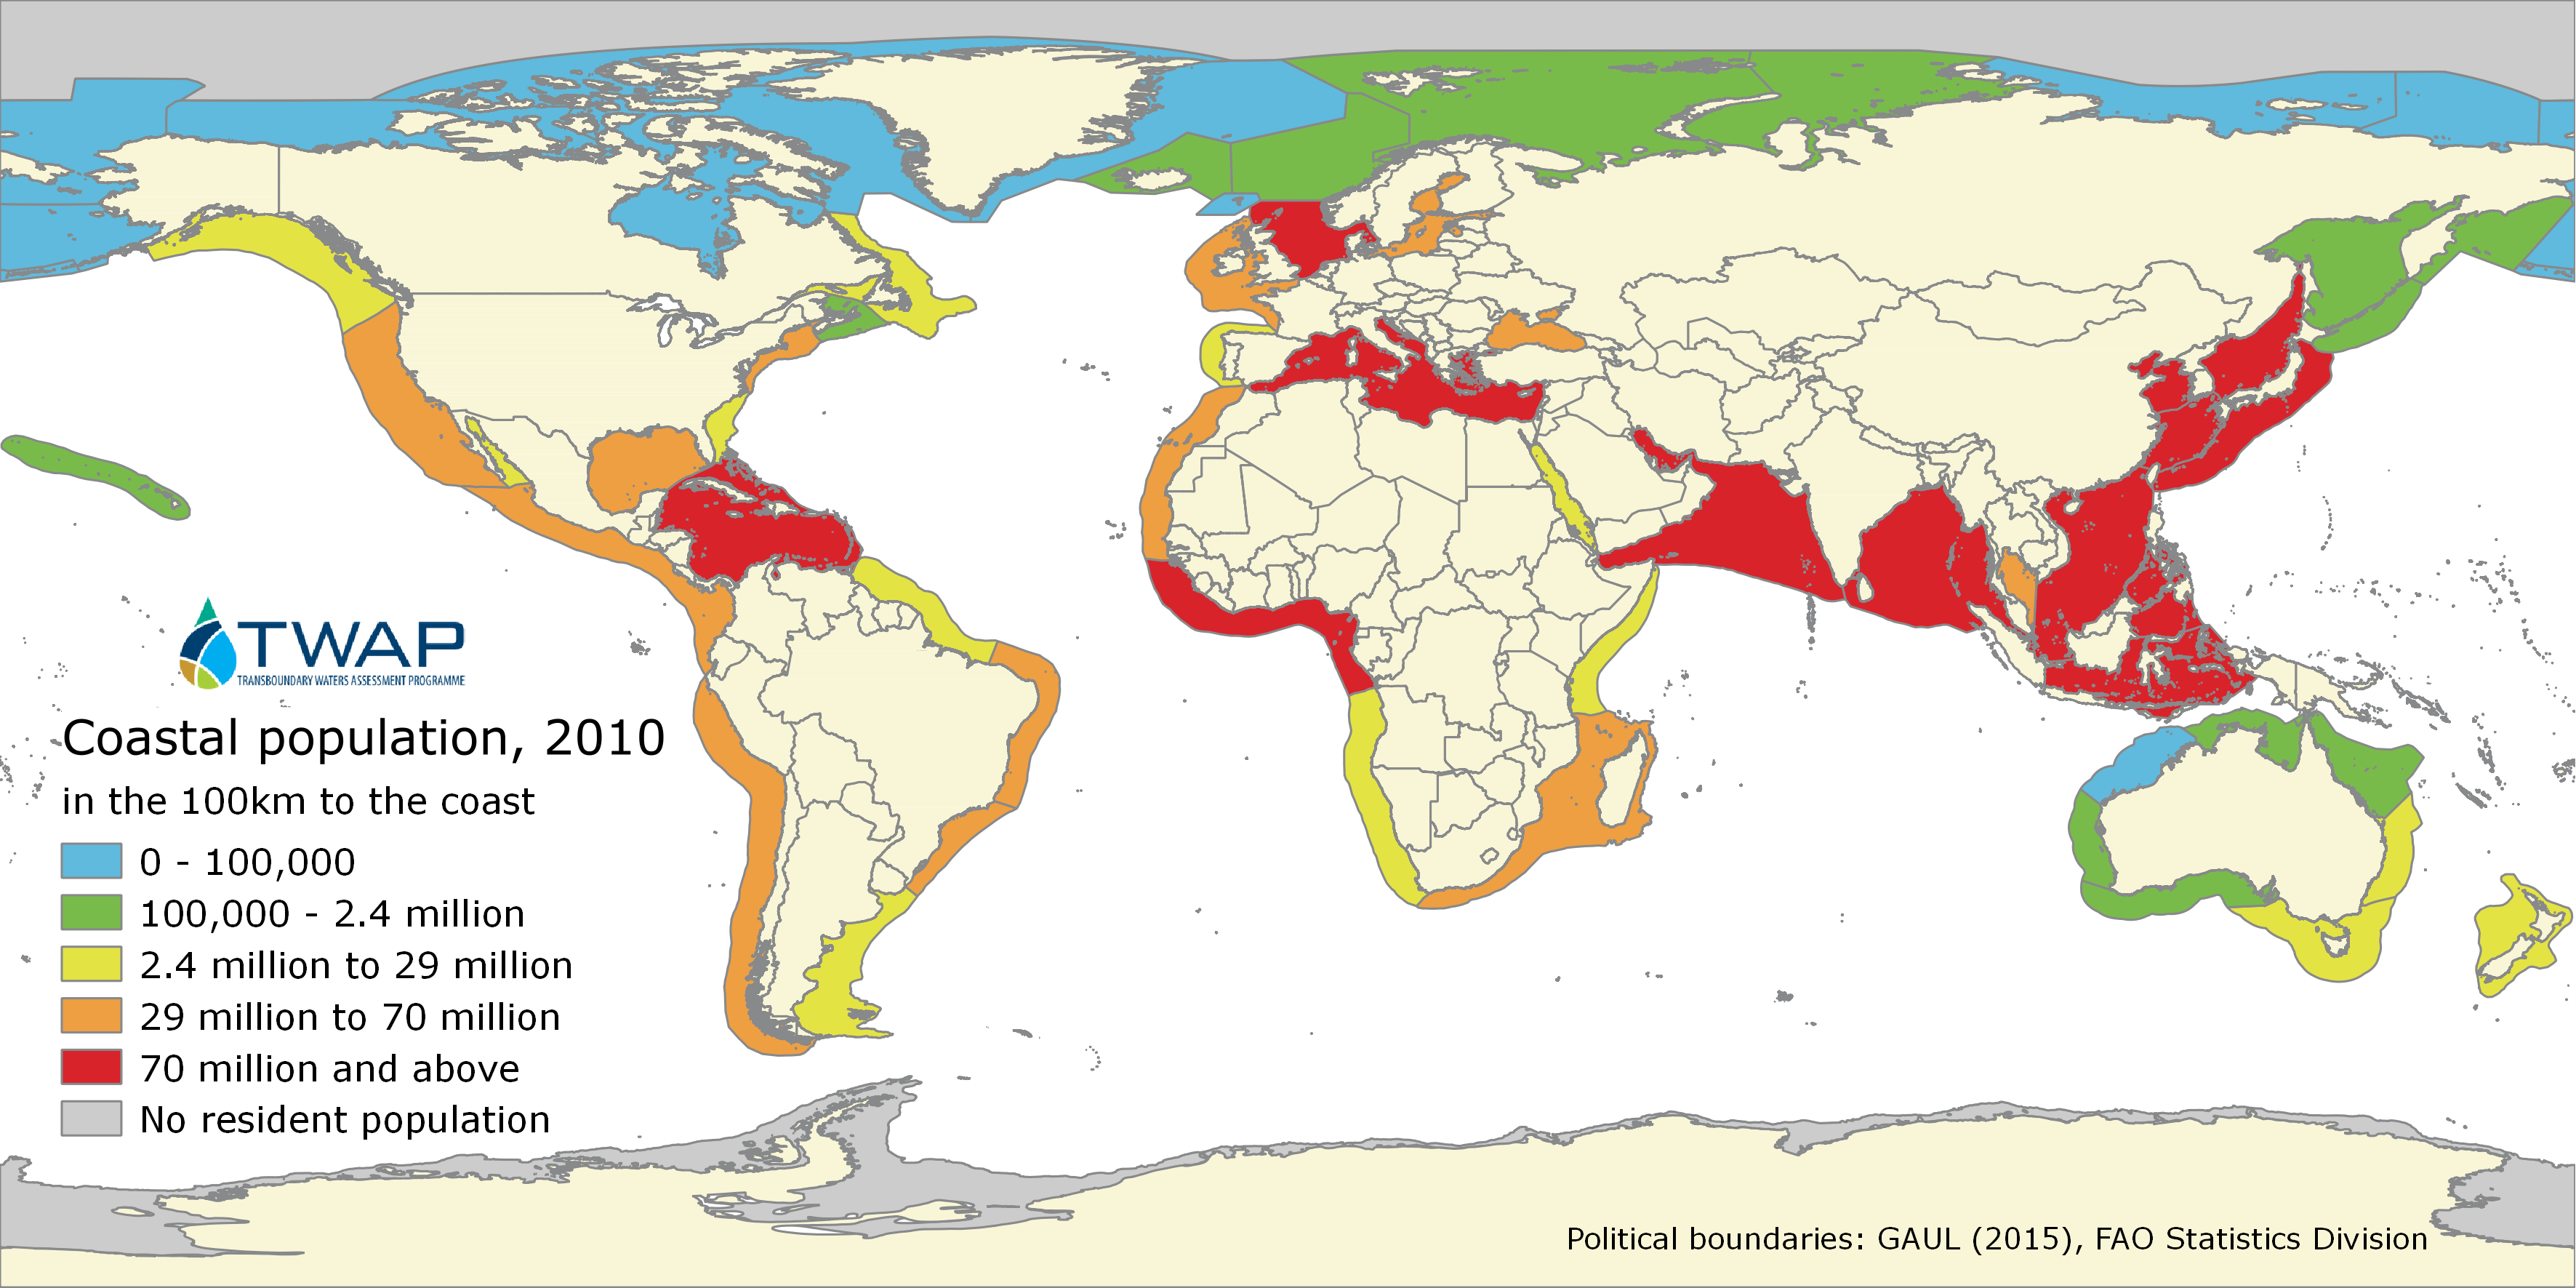 TWAP
TRANSBOUNDARY WATERS ASSESSMENT PROGRAMME
Coastal population, 2010
in the 100km to the coast
0 - 100,000
100,000 - 2.4 million
2.4 million to 29 million
29 million to 70 million
70 million and above
No resident population
Political boundaries: GAUL (2015), FAO Statistics Division